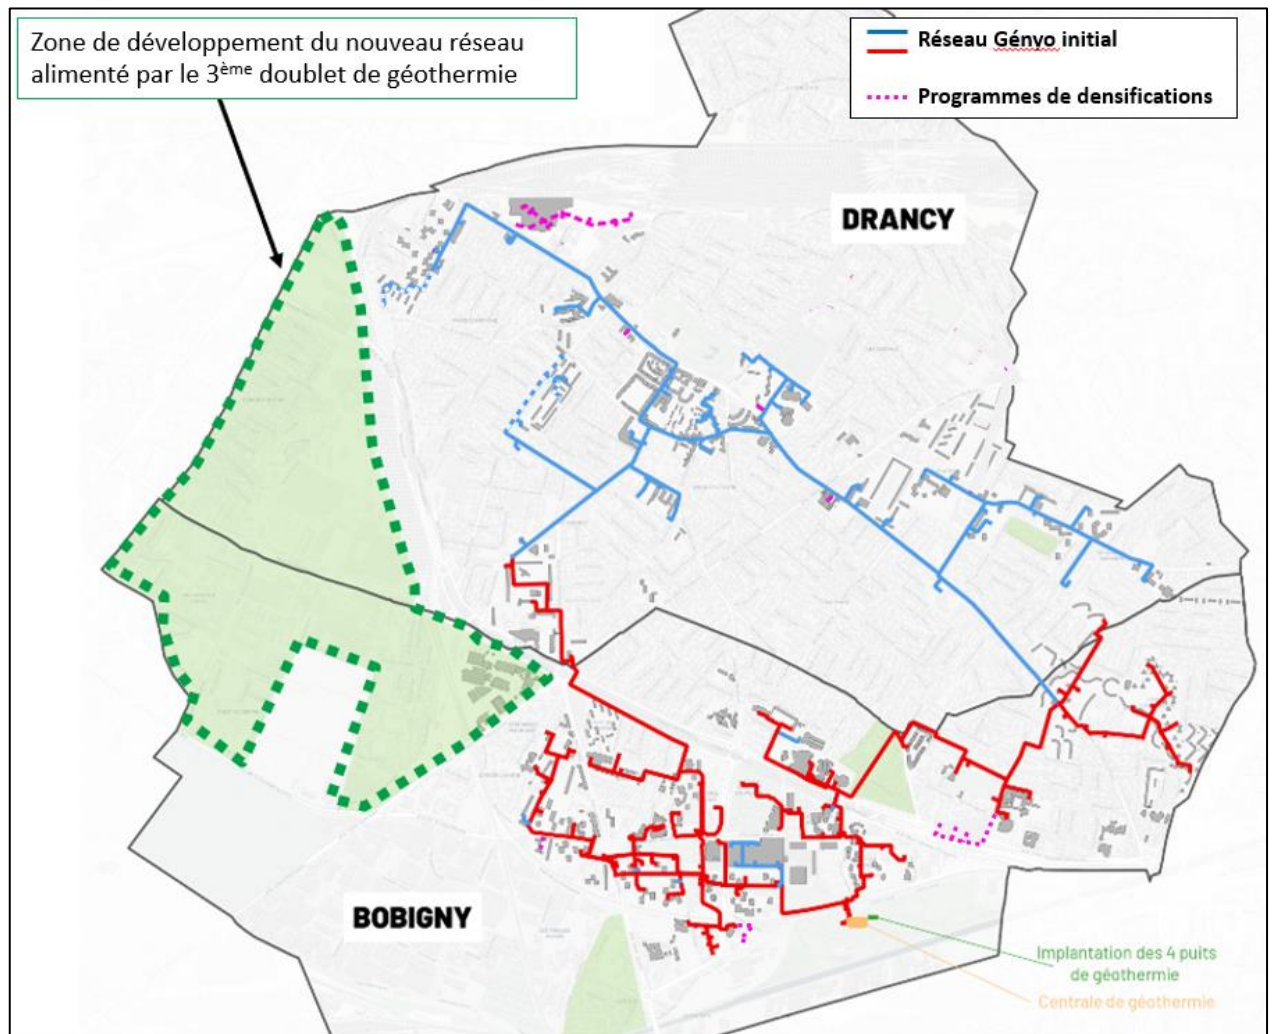 Zone de développement du nouveau réseau
alimenté par le 3ème doublet de géothermie
Réseau Gényo initial
Programmes de densifications
DRANCY
BOBIGNY
Implantation des 4 puits
de géothermie
Centrale de géothermie